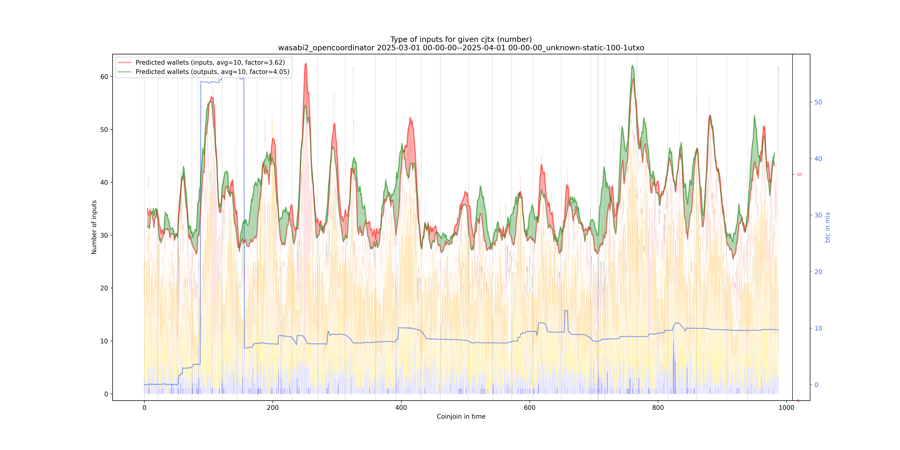 Type of inputs for given cjtx (number)
wasabi2_opencoordinator 2025-03-01 00-00-00--2025-04-01 00-00-00_unknown-static-100-1utxo
Predicted wallets (inputs, avg=10, factor=3.62)
Predicted wallets (outputs, avg=10, factor=4.05)
Number of inputs
60
50
40
30
20
10
0
0
200
400
600
800
1000
Coinjoin in time
50
40
30
20
10
0
btc in mix